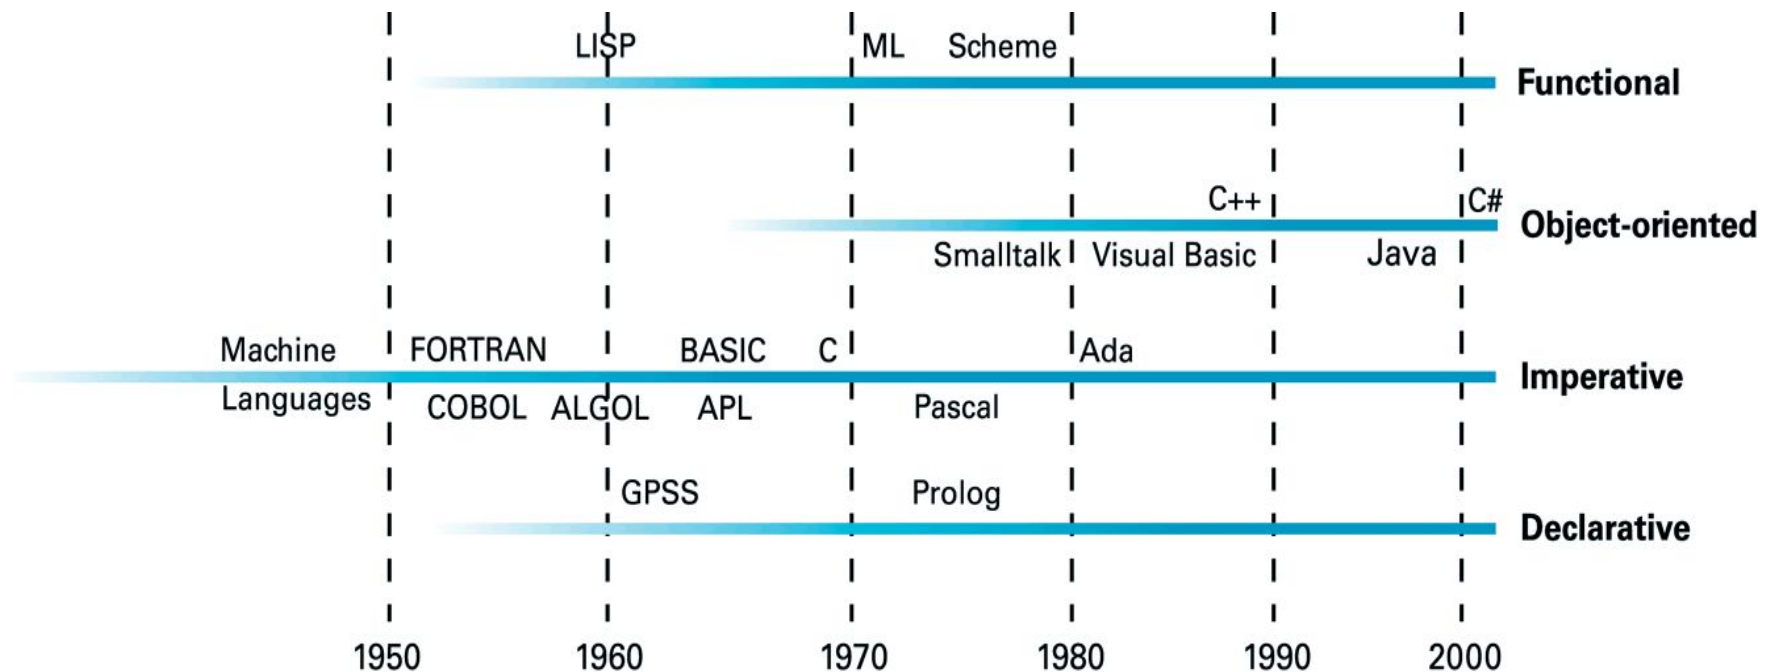 LISP ML Scheme
Functional
C++ C#
Object-oriented
Smalltalk Visual Basic Java
Machine FORTRAN BASIC C Ada
Imperative
Languages COBOL ALGOL APL Pascal
GPSS Prolog
Declarative
1950 1960 1970 1980 1990 2000